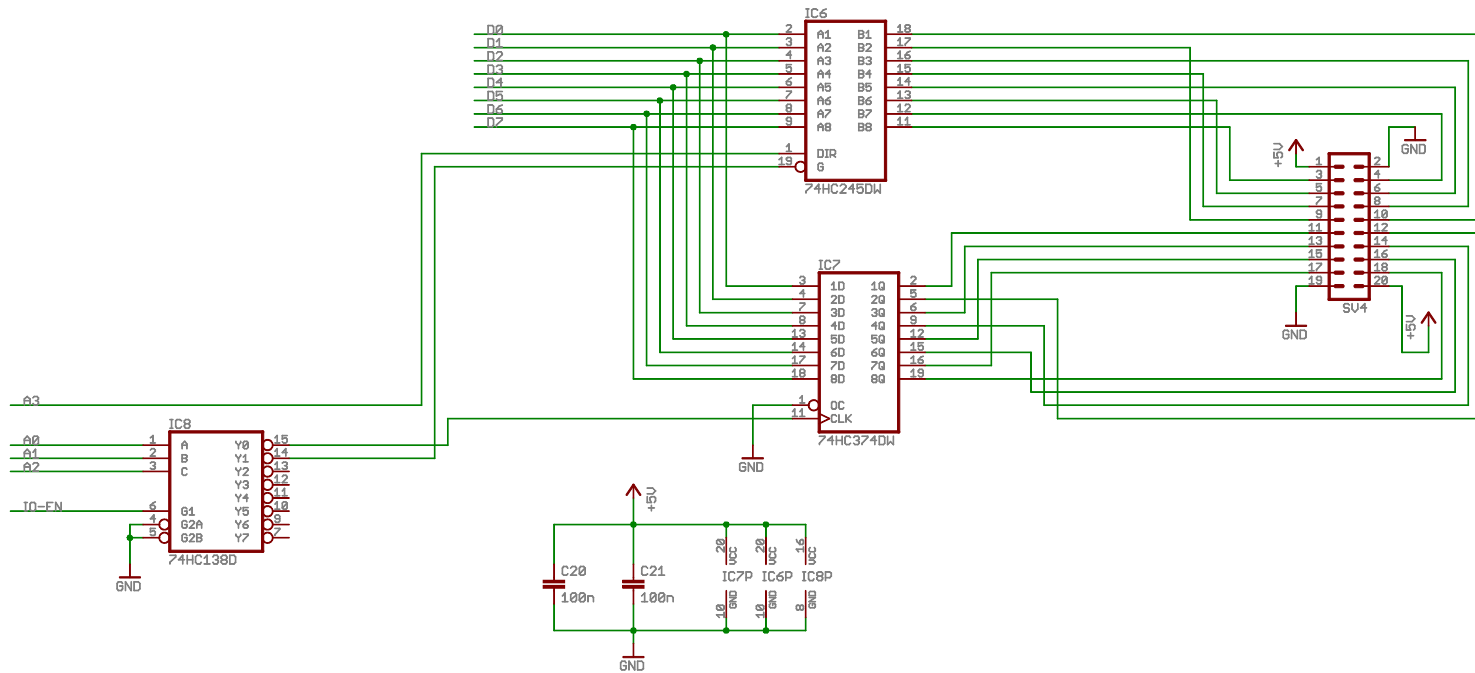 IC6
D0 2 A1 B1 18
D1 3 A2 B2 17
D2 4 A3 B3 16
D3 5 A4 B4 15
D4 6 A5 B5 14
D5 7 A6 B6 13
D6 8 A7 B7 12
D7 9 A8 B8 11
1 DIR
19 G
74HC245DW
+5V
GND
1 2
3 4
5 6
7 8
9 10
11 12
13 14
15 16
17 18
19 20
SV4
GND
+5V
IC7
3 1D 1Q 2
4 2D 2Q 5
7 3D 3Q 6
8 4D 4Q 9
13 5D 5Q 12
14 6D 6Q 15
17 7D 7Q 16
18 8D 8Q 19
1 OC
11 CLK
74HC374DW
GND
A3
IC8
A0 1 A Y0 15
A1 2 B Y1 14
A2 3 C Y2 13
Y3 12
Y4 11
IO-EN 6 G1 Y5 10
4 G2A Y6 9
5 G2B Y7 7
74HC138D
GND
+5V
20 VCC 20 VCC 16 VCC
C20 C21 IC7P IC6P IC8P
100n 100n
10 GND 10 GND 8 GND
GND